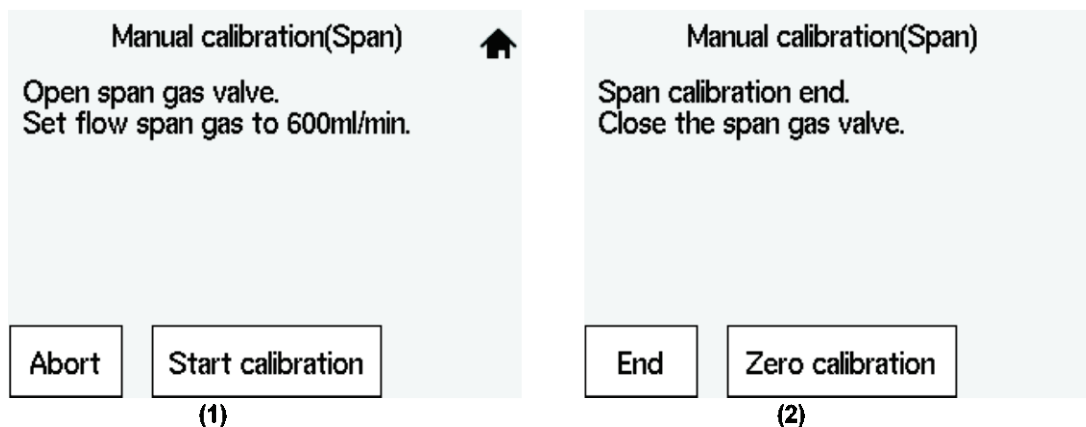 Manual calibration(Span)
Open span gas valve.
Set flow span gas to 600ml/min.
Abort
Start calibration
(1)
Manual calibration(Span)
Span calibration end.
Close the span gas valve.
End
Zero calibration
(2)